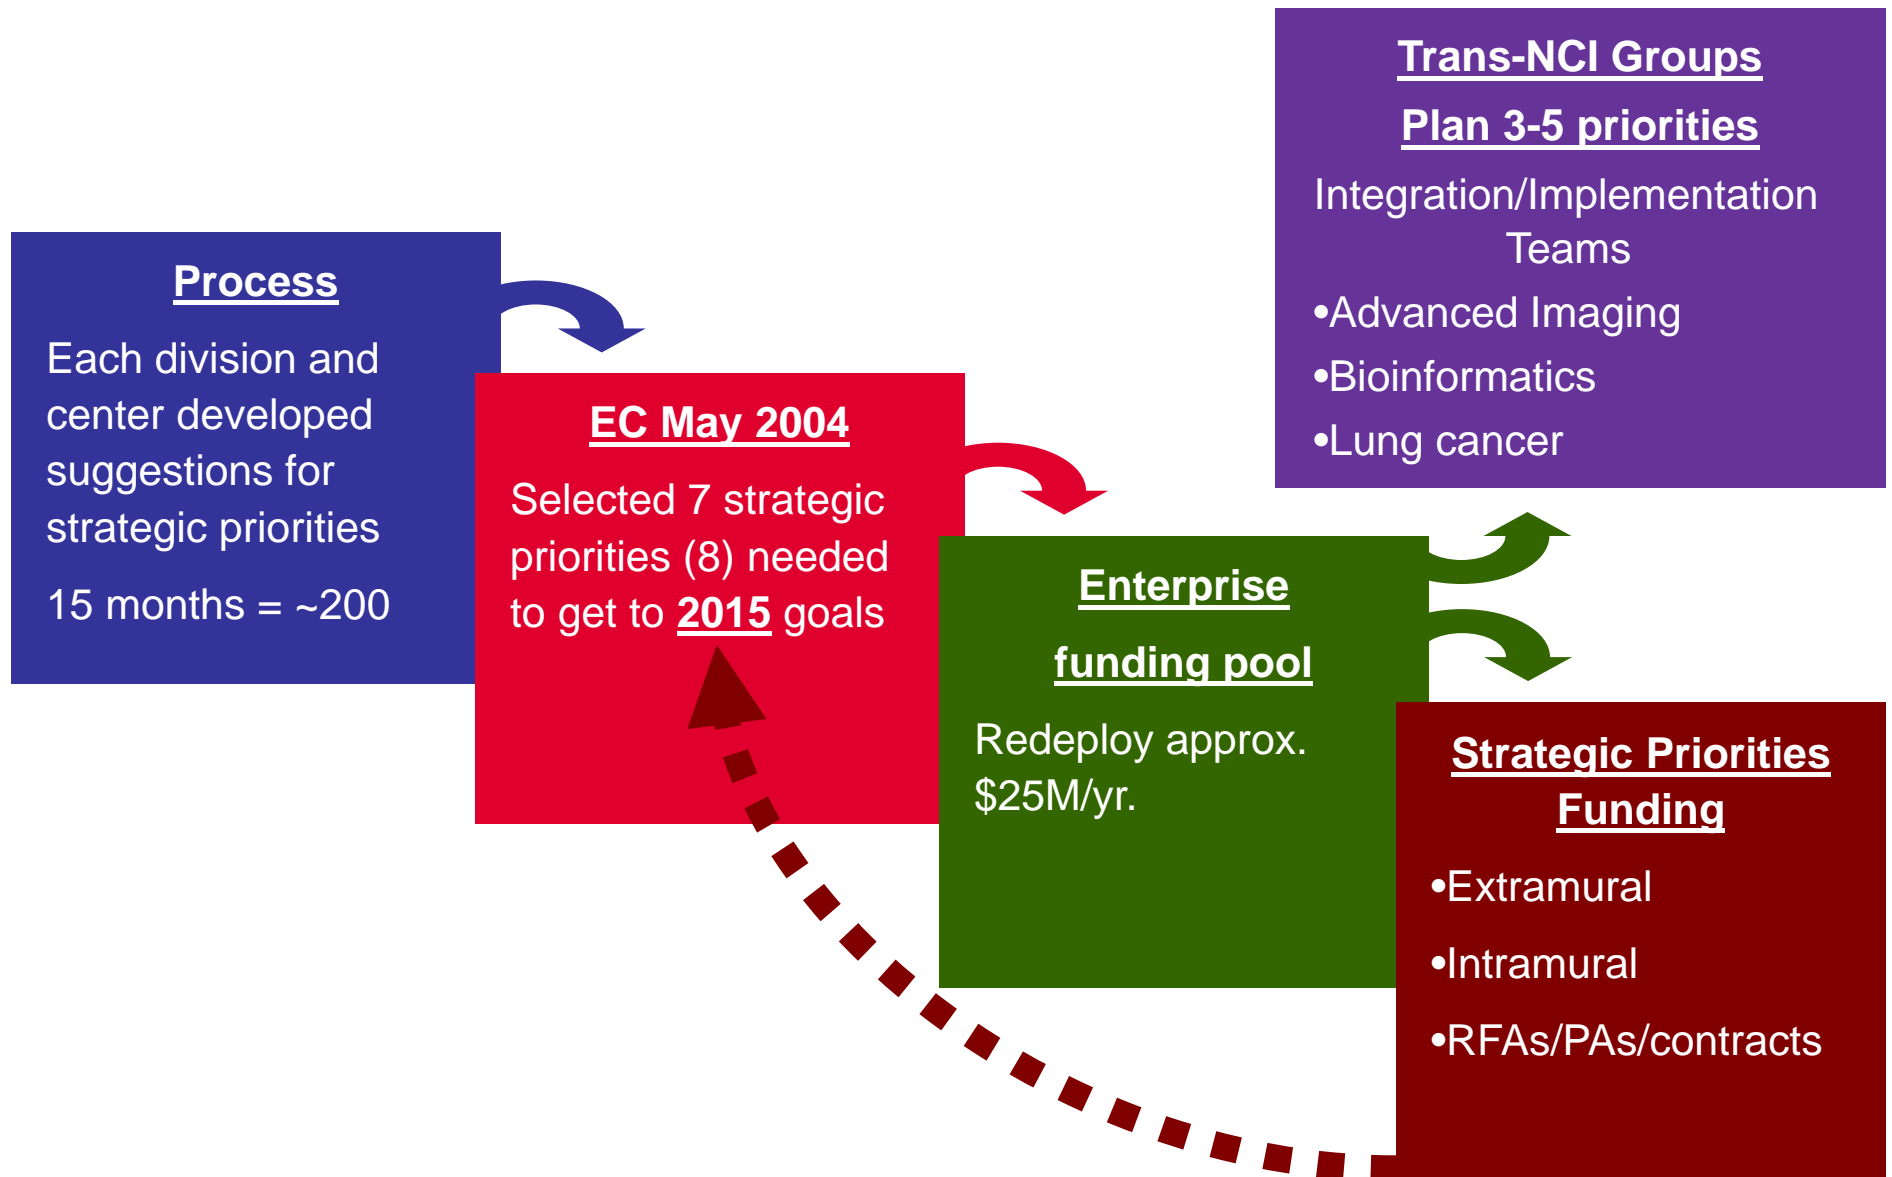 Process
Each division and
center developed
suggestions for
strategic priorities
15 months = ~200
EC May 2004
Selected 7 strategic
priorities (8) needed
to get to 2015 goals
Enterprise
funding pool
Redeploy approx.
$25M/yr.
Trans-NCI Groups
Plan 3-5 priorities
Integration/Implementation
Teams
•Advanced Imaging
•Bioinformatics
•Lung cancer
Strategic Priorities
Funding
•Extramural
•Intramural
•RFAs/PAs/contracts